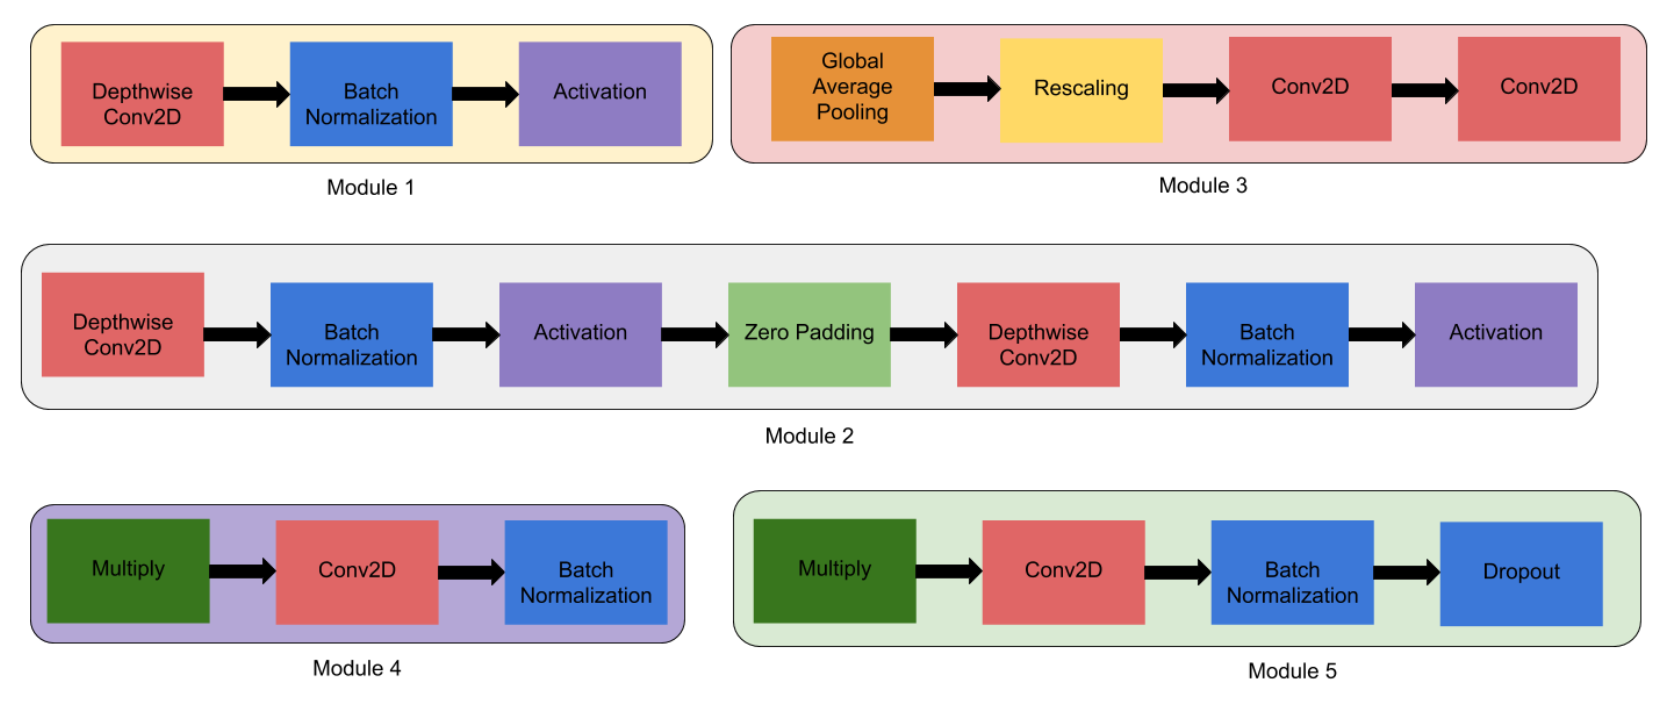 Depthwise
Conv2D
Batch
Normalization
Activation
Module 1
Global
Average
Pooling
Rescaling
Conv2D
Conv2D
Module 3
Depthwise
Conv2D
Batch
Normalization
Activation
Zero Padding
Depthwise
Conv2D
Batch
Normalization
Activation
Module 2
Multiply
Conv2D
Batch
Normalization
Module 4
Multiply
Conv2D
Batch
Normalization
Dropout
Module 5